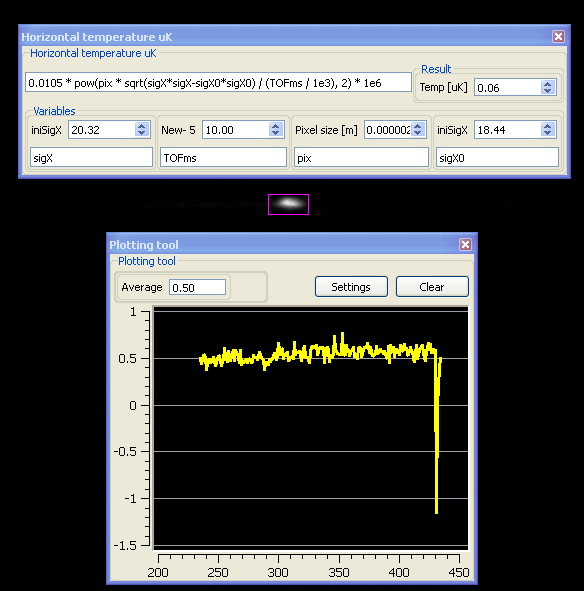 Horizontal temperature uK
Horizontal temperature uK
0.0105 * pow(pix * sqrt(sigX*sigX-sigX0*sigX0) / (TOFms / 1e3), 2) * 1e6
Result
Temp [uK] 0.06
Variables
iniSigX 20.32 New- 5 10.00 Pixel size [m] 0.000002 iniSigX 18.44
sigX TOFms pix sigX0
Plotting tool
Plotting tool
Average 0.50 Settings Clear
1
0.5
0
-0.5
-1
-1.5
200 250 300 350 400 450